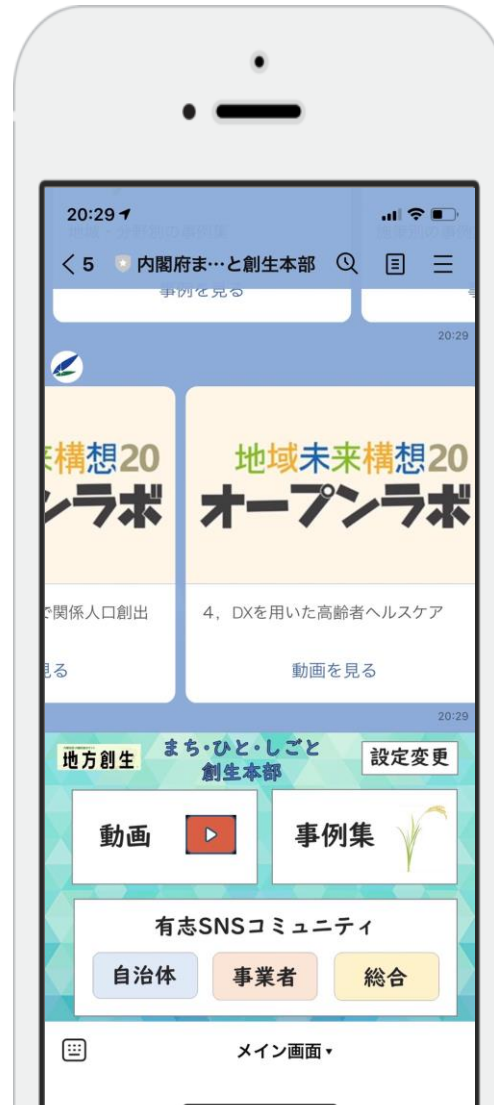 20:29
5 内閣府ま…と創生本部
事例を見る
20:29
来構想20
地域未来構想20
ンラボ
オープンラボ
で関係人口創出
4，DXを用いた高齢者ヘルスケア
見る
動画を見る
20:29
地方創生
まち・ひと・しごと
創生本部
設定変更
動画
事例集
有志SNSコミュニティ
自治体
事業者
総合
メイン画面▼